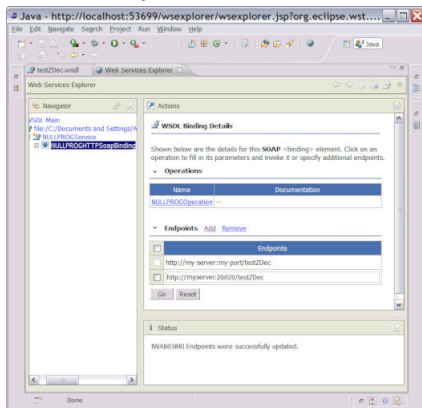 Java - http://localhost:53699/wsexplorer/wsexplorer.jsp?org.eclipse.wst....
File Edit Navigate Search Project Run Window Help
Java
testZDec.wsdl Web Services Explorer
Web Services Explorer
Navigator
Actions
WSDL Main
file:/C:/Documents and Settings/A
NULLPROGService
NULLPROGHTTPSoapBinding
WSDL Binding Details
Shown below are the details for this SOAP <binding> element. Click on an
operation to fill in its parameters and invoke it or specify additional endpoints.
Operations
Name Documentation
NULLPROGOperation --
Endpoints Add Remove
Endpoints
http://my-server:my-port/testZDec
http://myserver:20020/testZDec
Go Reset
i Status
IWAB0388I Endpoints were successfully updated.
Done